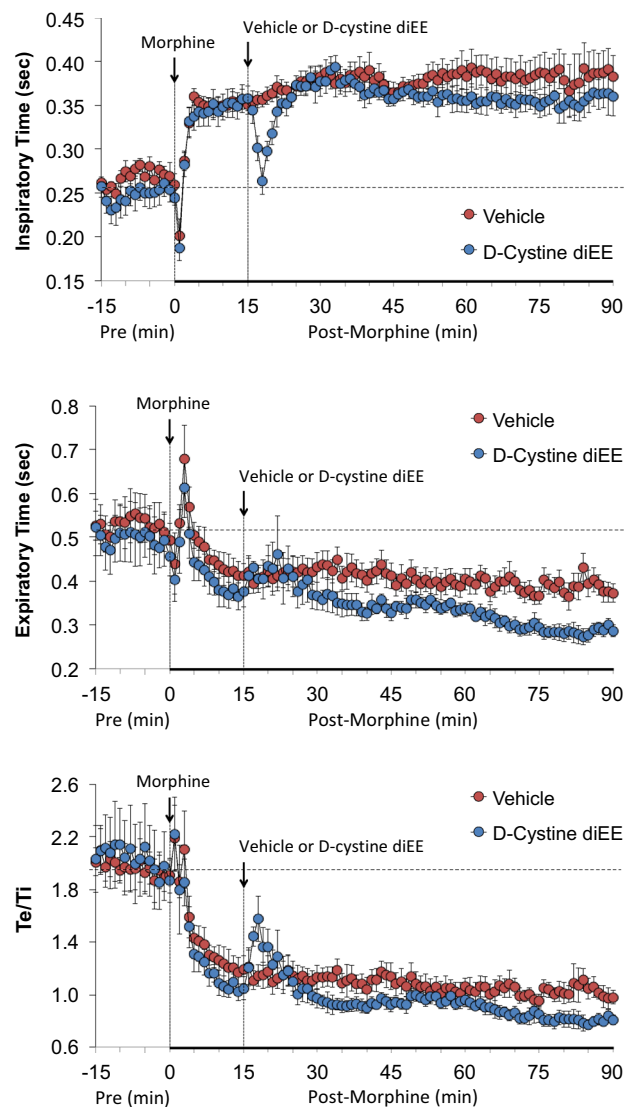 Inspiratory Time (sec)
0.45
0.40
0.35
0.30
0.25
0.20
0.15
Morphine
Vehicle or D-cystine diEE
Vehicle
D-Cystine diEE
-15 0 15 30 45 60 75 90
Pre (min) Post-Morphine (min)
Expiratory Time (sec)
0.8
0.7
0.6
0.5
0.4
0.3
0.2
Morphine
Vehicle or D-cystine diEE
Vehicle
D-Cystine diEE
-15 0 15 30 45 60 75 90
Pre (min) Post-Morphine (min)
Te/Ti
2.6
2.2
1.8
1.4
1.0
0.6
Morphine
Vehicle or D-cystine diEE
Vehicle
D-Cystine diEE
-15 0 15 30 45 60 75 90
Pre (min) Post-Morphine (min)